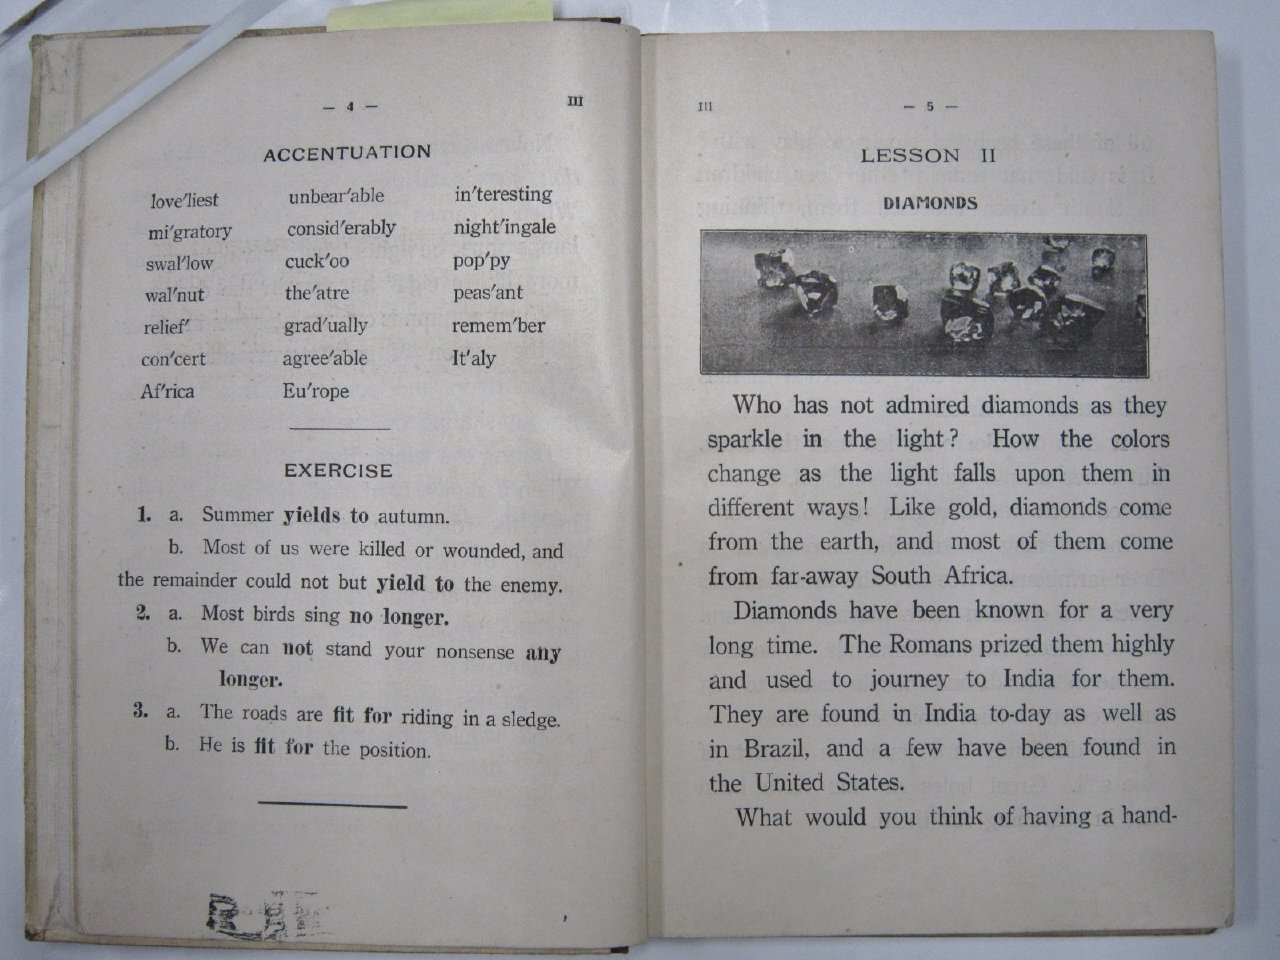 — 4 —
III
ACCENTUATION
love′liest unbear′able in′teresting
mi′gratory consid′erably night′ingale
swal′low cuck′oo pop′py
wal′nut the′atre peas′ant
relief′ grad′ually remem′ber
con′cert agree′able It′aly
Af′rica Eu′rope
EXERCISE
1. a. Summer yields to autumn.
b. Most of us were killed or wounded, and
the remainder could not but yield to the enemy.
2. a. Most birds sing no longer.
b. We can not stand your nonsense any
longer.
3. a. The roads are fit for riding in a sledge.
b. He is fit for the position.
III
— 5 —
LESSON II
DIAMONDS
Who has not admired diamonds as they
sparkle in the light? How the colors
change as the light falls upon them in
different ways! Like gold, diamonds come
from the earth, and most of them come
from far-away South Africa.
Diamonds have been known for a very
long time. The Romans prized them highly
and used to journey to India for them.
They are found in India to-day as well as
in Brazil, and a few have been found in
the United States.
What would you think of having a hand-